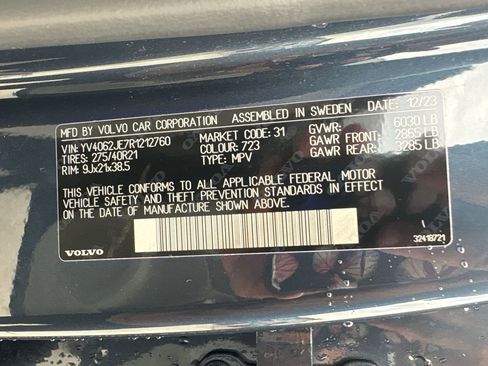 MFD BY VOLVO CAR CORPORATION ASSEMBLED IN SWEDEN DATE: 12/23
VIN: YV4062JE7R1212760 MARKET CODE: 31 GVWR: 6030 LB
TIRES: 275/40R21 COLOUR: 723 GAWR FRONT: 2865 LB
RIM: 9Jx21x38.5 TYPE: MPV GAWR REAR: 3285 LB
THIS VEHICLE CONFORMS TO ALL APPLICABLE FEDERAL MOTOR
VEHICLE SAFETY AND THEFT PREVENTION STANDARDS IN EFFECT
ON THE DATE OF MANUFACTURE SHOWN ABOVE.
VOLVO 32418721